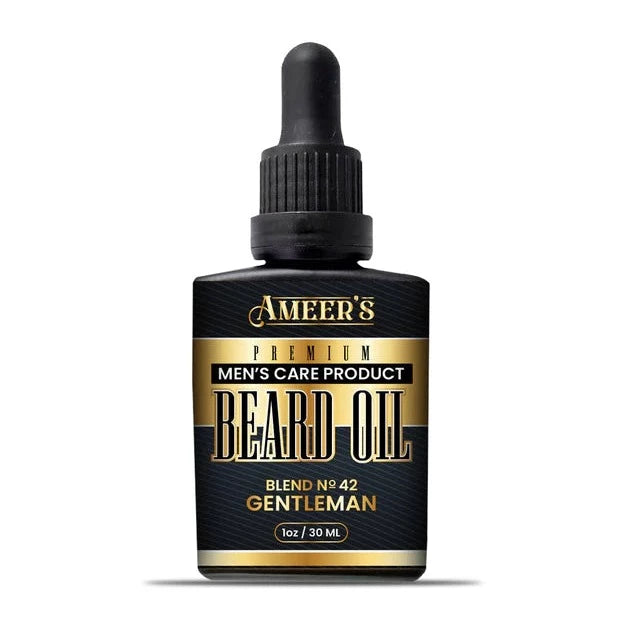 AMEER'S
PREMIUM
MEN'S CARE PRODUCT
BEARD OIL
BLEND Nº 42
GENTLEMAN
1oz / 30 ML